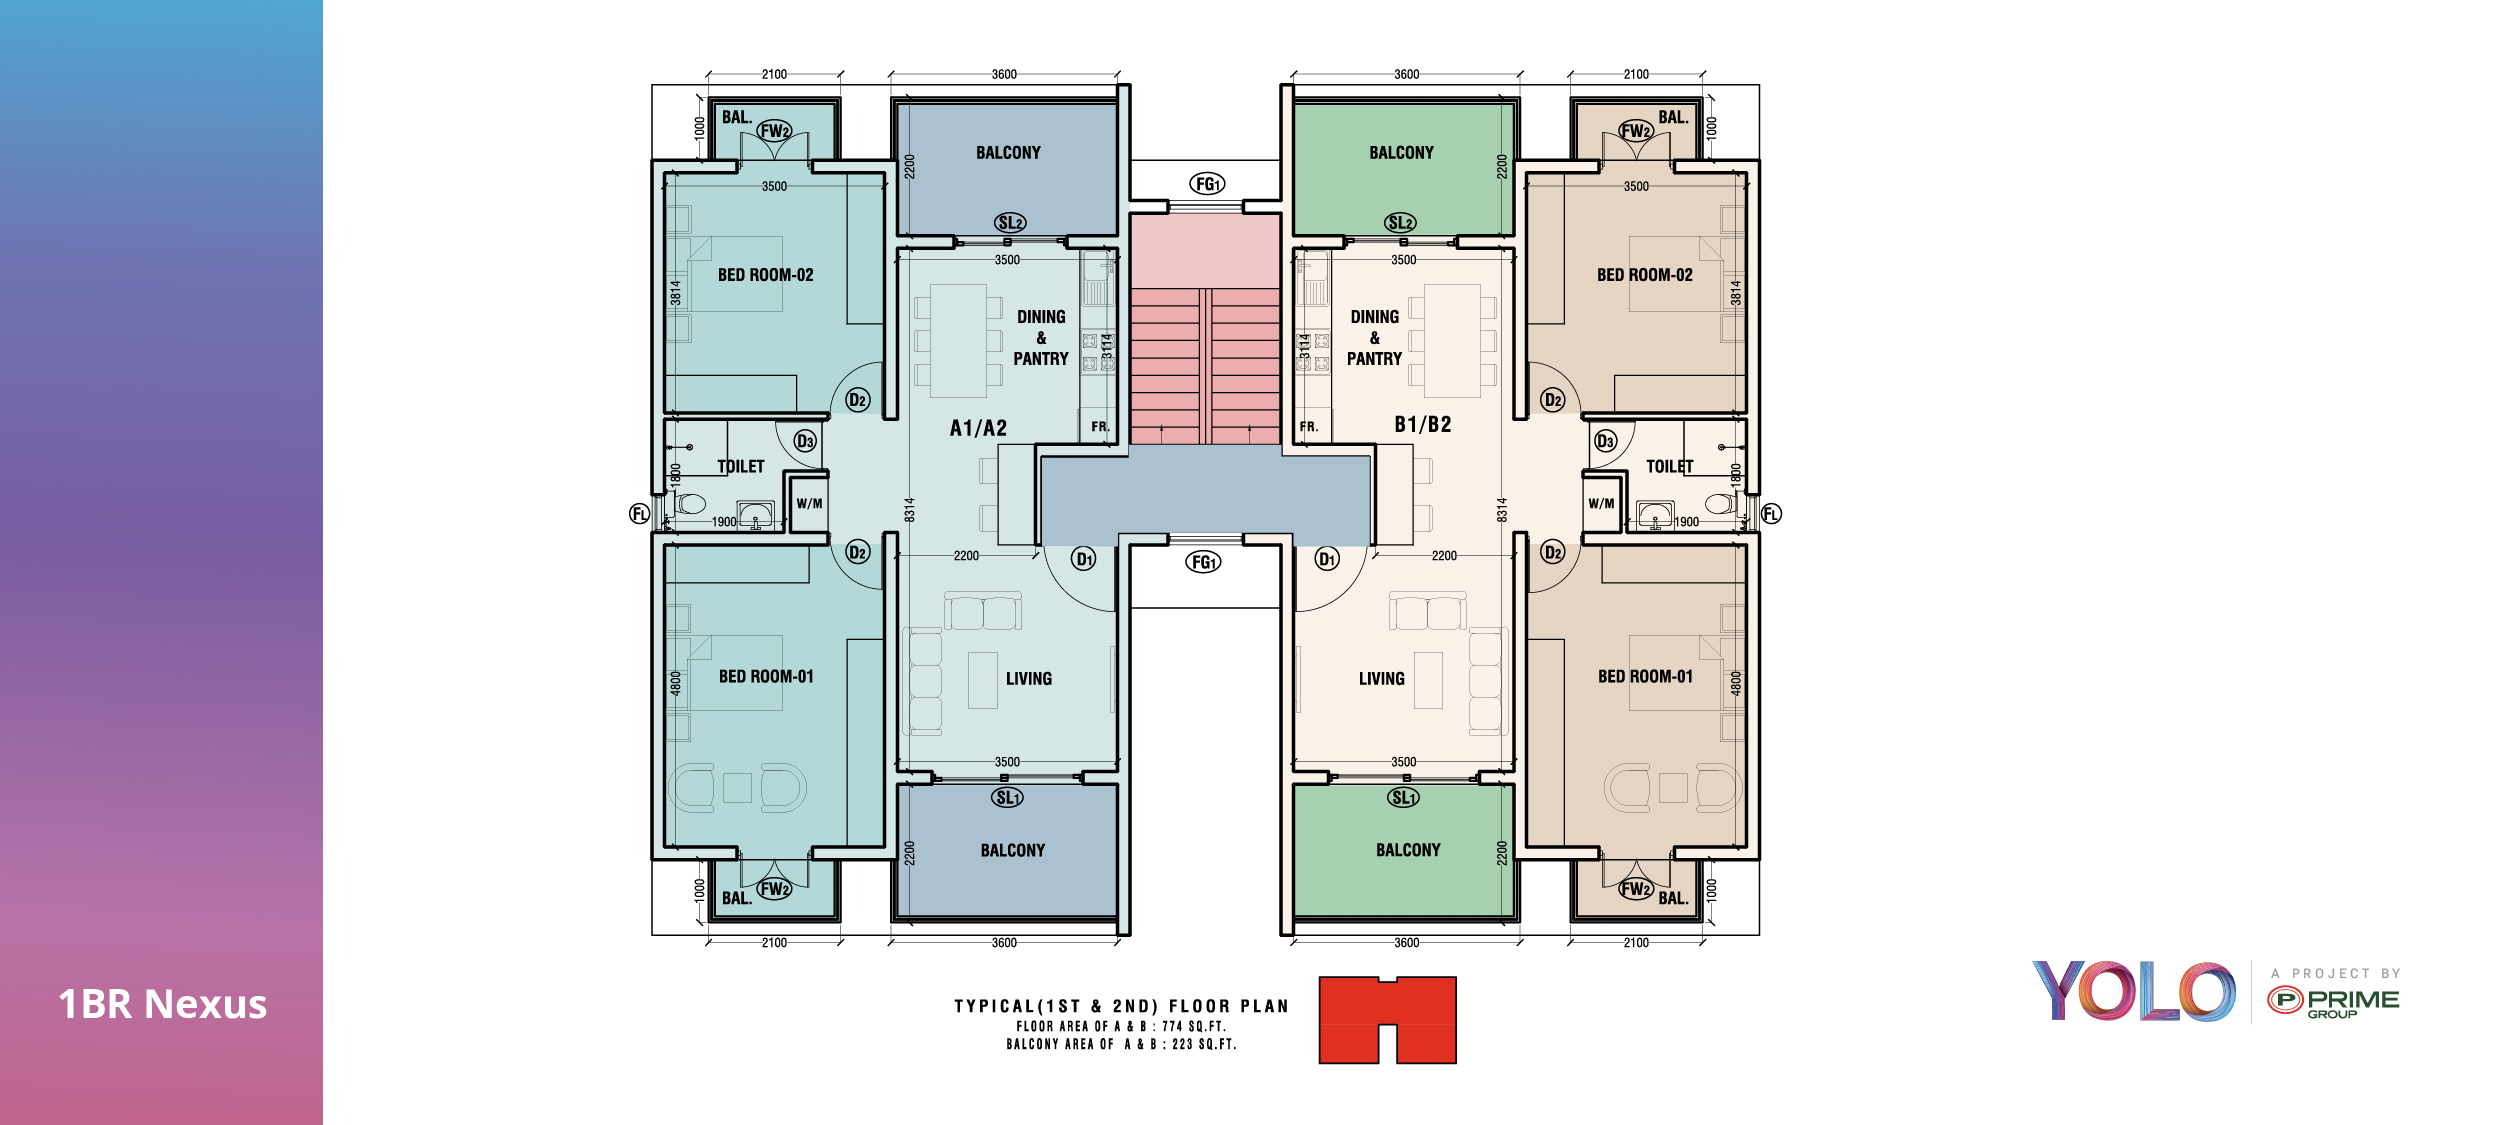 2100 3600 3600 2100
BAL. FW2 BAL. FW2
1000 1000
BALCONY BALCONY
2200 2200
3500 FG1 3500
SL2 SL2
3500 3500
BED ROOM-02 BED ROOM-02
3814 3814
DINING
&
PANTRY
DINING
&
PANTRY
3114 3114
D2 D2
A1/A2 FR. FR. B1/B2
D3 D3
TOILET TOILET
1800 1800
W/M W/M
FL FL
1900 8314 8314 1900
D2 2200 D1 FG1 D1 2200 D2
BED ROOM-01 LIVING LIVING BED ROOM-01
4800 4800
3500 3500
SL1 SL1
BALCONY BALCONY
2200 2200
1000 1000
FW2 FW2
BAL. BAL.
2100 3600 3600 2100
1BR Nexus
TYPICAL(1ST & 2ND) FLOOR PLAN
FLOOR AREA OF A & B : 774 SQ.FT.
BALCONY AREA OF A & B : 223 SQ.FT.
YOLO
A PROJECT BY
P PRIME
GROUP